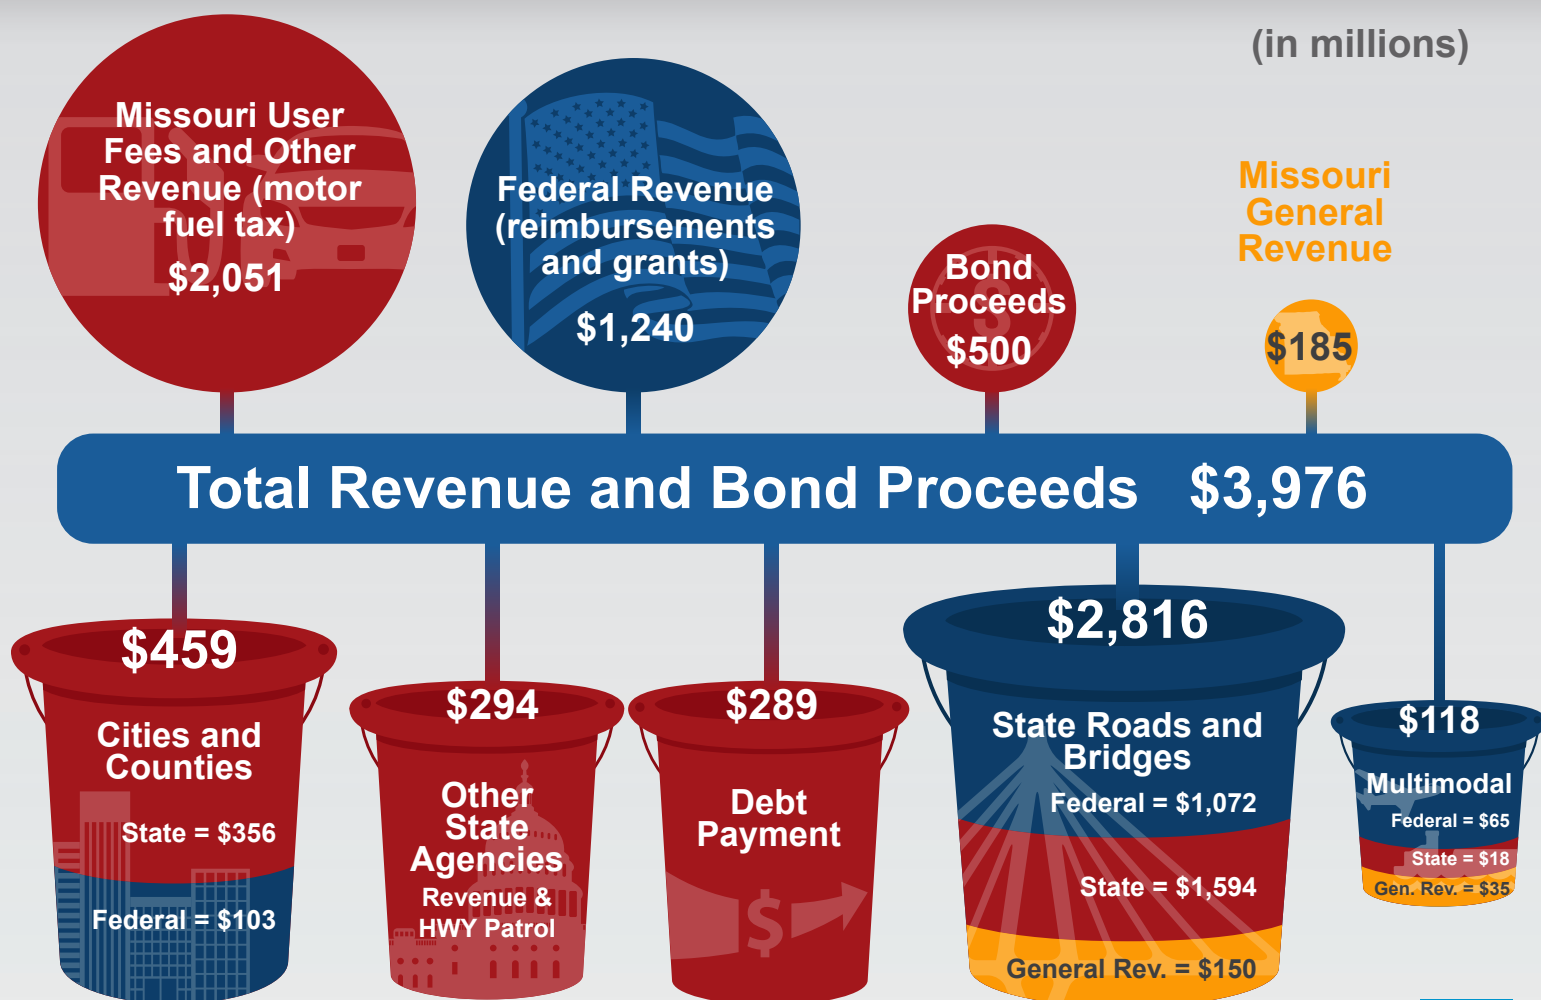 (in millions)
Missouri User
Fees and Other
Revenue (motor
fuel tax)
$2,051
Federal Revenue
(reimbursements
and grants)
$1,240
Bond
Proceeds
$500
Missouri
General
Revenue
$185
Total Revenue and Bond Proceeds $3,976
$459
Cities and
Counties
State = $356
Federal = $103
$294
Other
State
Agencies
Revenue &
HWY Patrol
$289
Debt
Payment
$
$2,816
State Roads and
Bridges
Federal = $1,072
State = $1,594
General Rev. = $150
$118
Multimodal
Federal = $65
State = $18
Gen. Rev. = $35